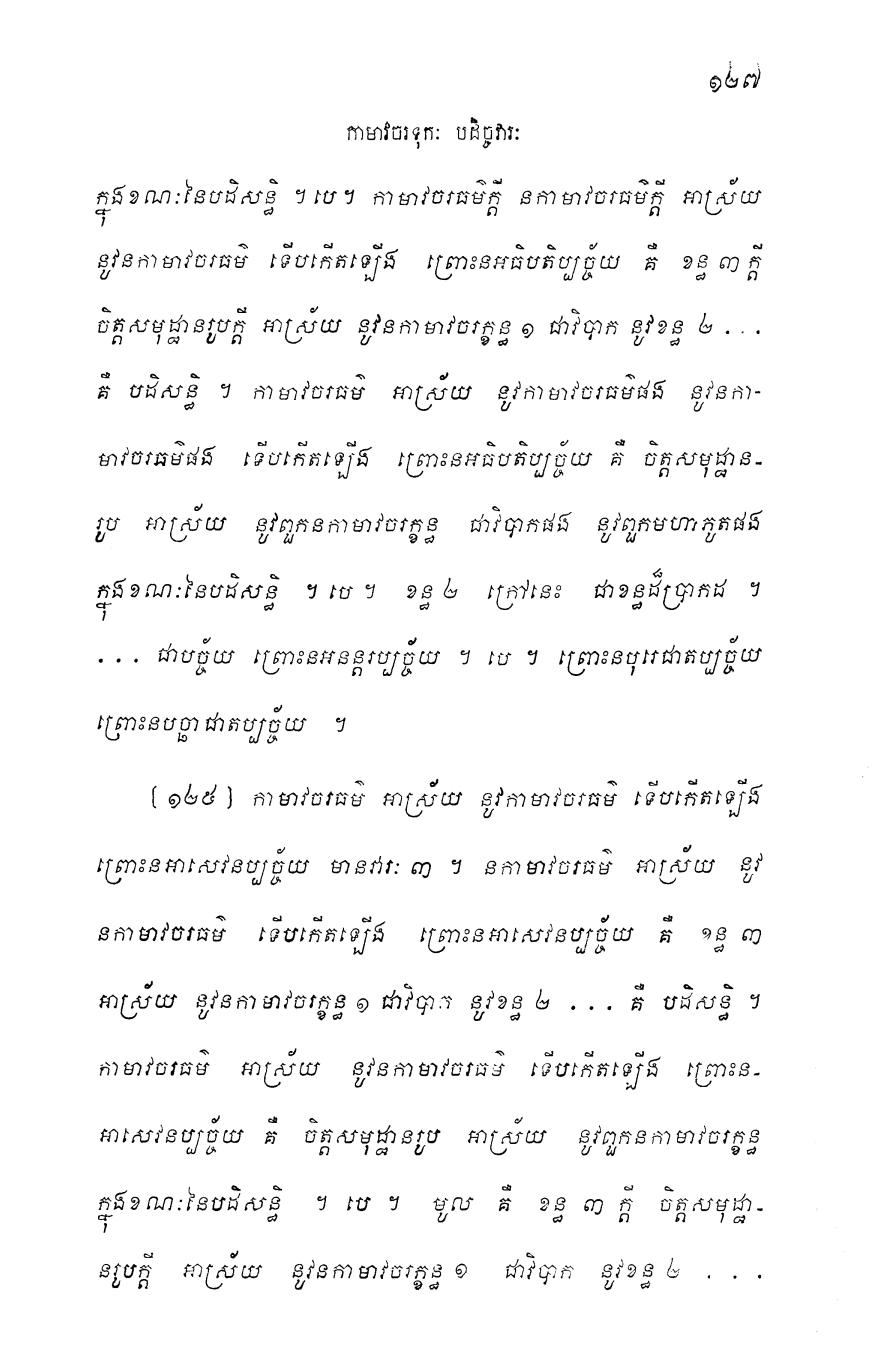 ១២៧
កាមាវចរទុកៈ បដិច្ចវារៈ
ក្នុងខណៈនៃបដិសន្ធិ ។ បេ ។ កាមាវចរធម៌ក្តី នកាមាវចរធម៌ក្តី អាស្រ័យ
នូវនកាមាវចរធម៌ ទើបកើតឡើង ព្រោះនអធិបតិប្បច្ច័យ គឺ ខន្ធ ៣ ក្តី
ចិត្តសមុដ្ឋានរូបក្តី អាស្រ័យ នូវនកាមាវចរក្ខន្ធ ១ ជាវិបាក នូវខន្ធ ២ ...
គឺ បដិសន្ធិ ។ កាមាវចរធម៌ អាស្រ័យ នូវកាមាវចរធម៌ផង នូវនកា-
មាវចរធម៌ផង ទើបកើតឡើង ព្រោះនអធិបតិប្បច្ច័យ គឺ ចិត្តសមុដ្ឋាន-
រូប អាស្រ័យ នូវពួកនកាមាវចរក្ខន្ធ ជាវិបាកផង នូវពួកមហាភូតផង
ក្នុងខណៈនៃបដិសន្ធិ ។ បេ ។ ខន្ធ ២ ក្រៅនេះ ជាខន្ធដ៏ប្រាកដ ។
... ជាបច្ច័យ ព្រោះនអនន្តរប្បច្ច័យ ។ បេ ។ ព្រោះនបុរេជាតប្បច្ច័យ
ព្រោះនបច្ឆាជាតប្បច្ច័យ ។
[១២៥] កាមាវចរធម៌ អាស្រ័យ នូវកាមាវចរធម៌ ទើបកើតឡើង
ព្រោះនអាសេវនប្បច្ច័យ មានវារៈ ៣ ។ នកាមាវចរធម៌ អាស្រ័យ នូវ
នកាមាវចរធម៌ ទើបកើតឡើង ព្រោះនអាសេវនប្បច្ច័យ គឺ ខន្ធ ៣
អាស្រ័យ នូវនកាមាវចរក្ខន្ធ ១ ជាវិបាក នូវខន្ធ ២ ... គឺ បដិសន្ធិ ។
កាមាវចរធម៌ អាស្រ័យ នូវនកាមាវចរធម៌ ទើបកើតឡើង ព្រោះន-
អាសេវនប្បច្ច័យ គឺ ចិត្តសមុដ្ឋានរូប អាស្រ័យ នូវពួកនកាមាវចរក្ខន្ធ
ក្នុងខណៈនៃបដិសន្ធិ ។ បេ ។ មូល គឺ ខន្ធ ៣ ក្តី ចិត្តសមុដ្ឋា-
នរូបក្តី អាស្រ័យ នូវនកាមាវចរក្ខន្ធ ១ ជាវិបាក នូវខន្ធ ២ ...